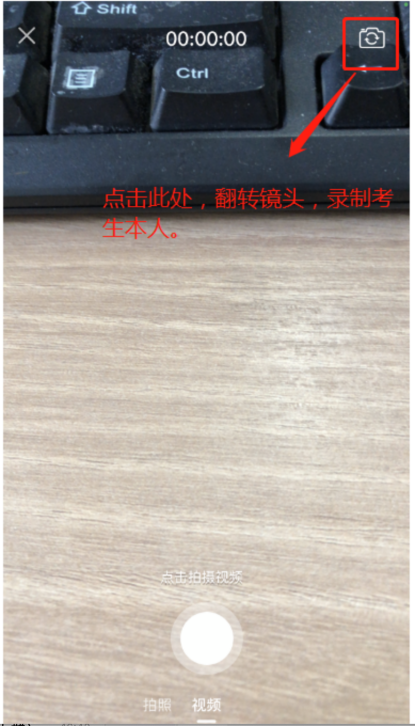 Shift
00:00:00
Ctrl
点击此处，翻转镜头，录制考
生本人。
点击拍摄视频
拍照 视频